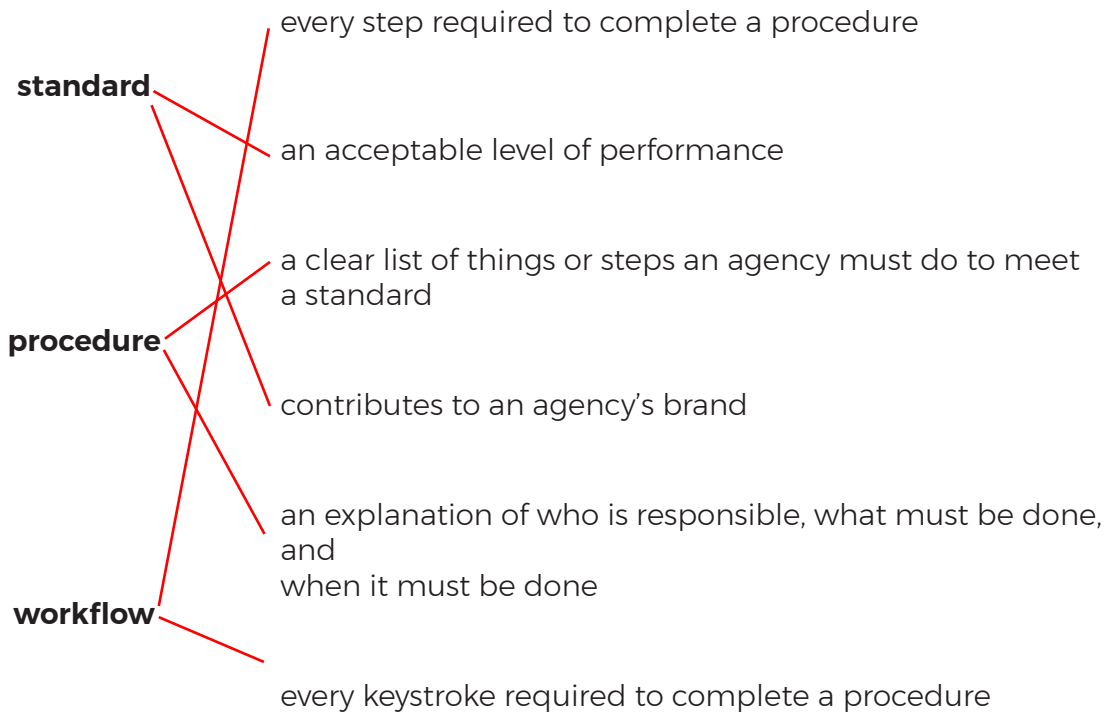 every step required to complete a procedure
standard
an acceptable level of performance
a clear list of things or steps an agency must do to meet
a standard
procedure
contributes to an agency’s brand
an explanation of who is responsible, what must be done,
and
when it must be done
workflow
every keystroke required to complete a procedure